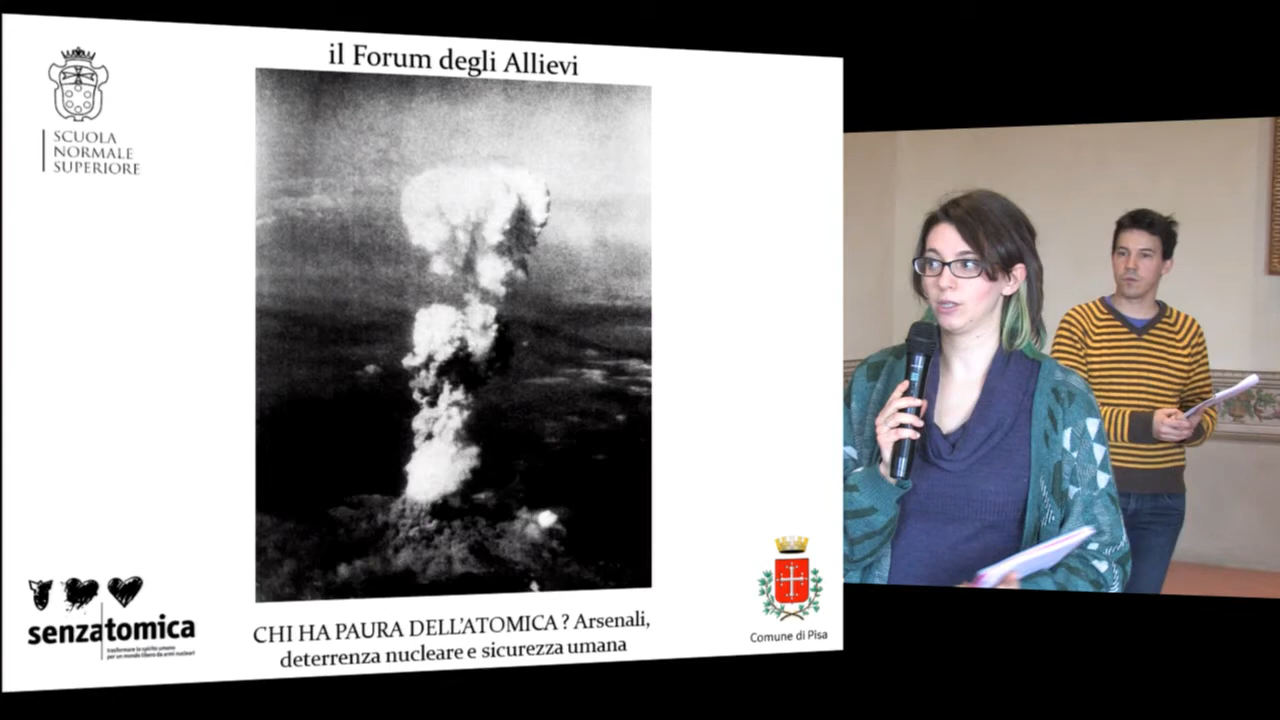 il Forum degli Allievi
SCUOLA
NORMALE
SUPERIORE
senzatomica
trasformare lo spirito umano
per un mondo libero da armi nucleari
CHI HA PAURA DELL'ATOMICA ? Arsenali,
deterrenza nucleare e sicurezza umana
Comune di Pisa